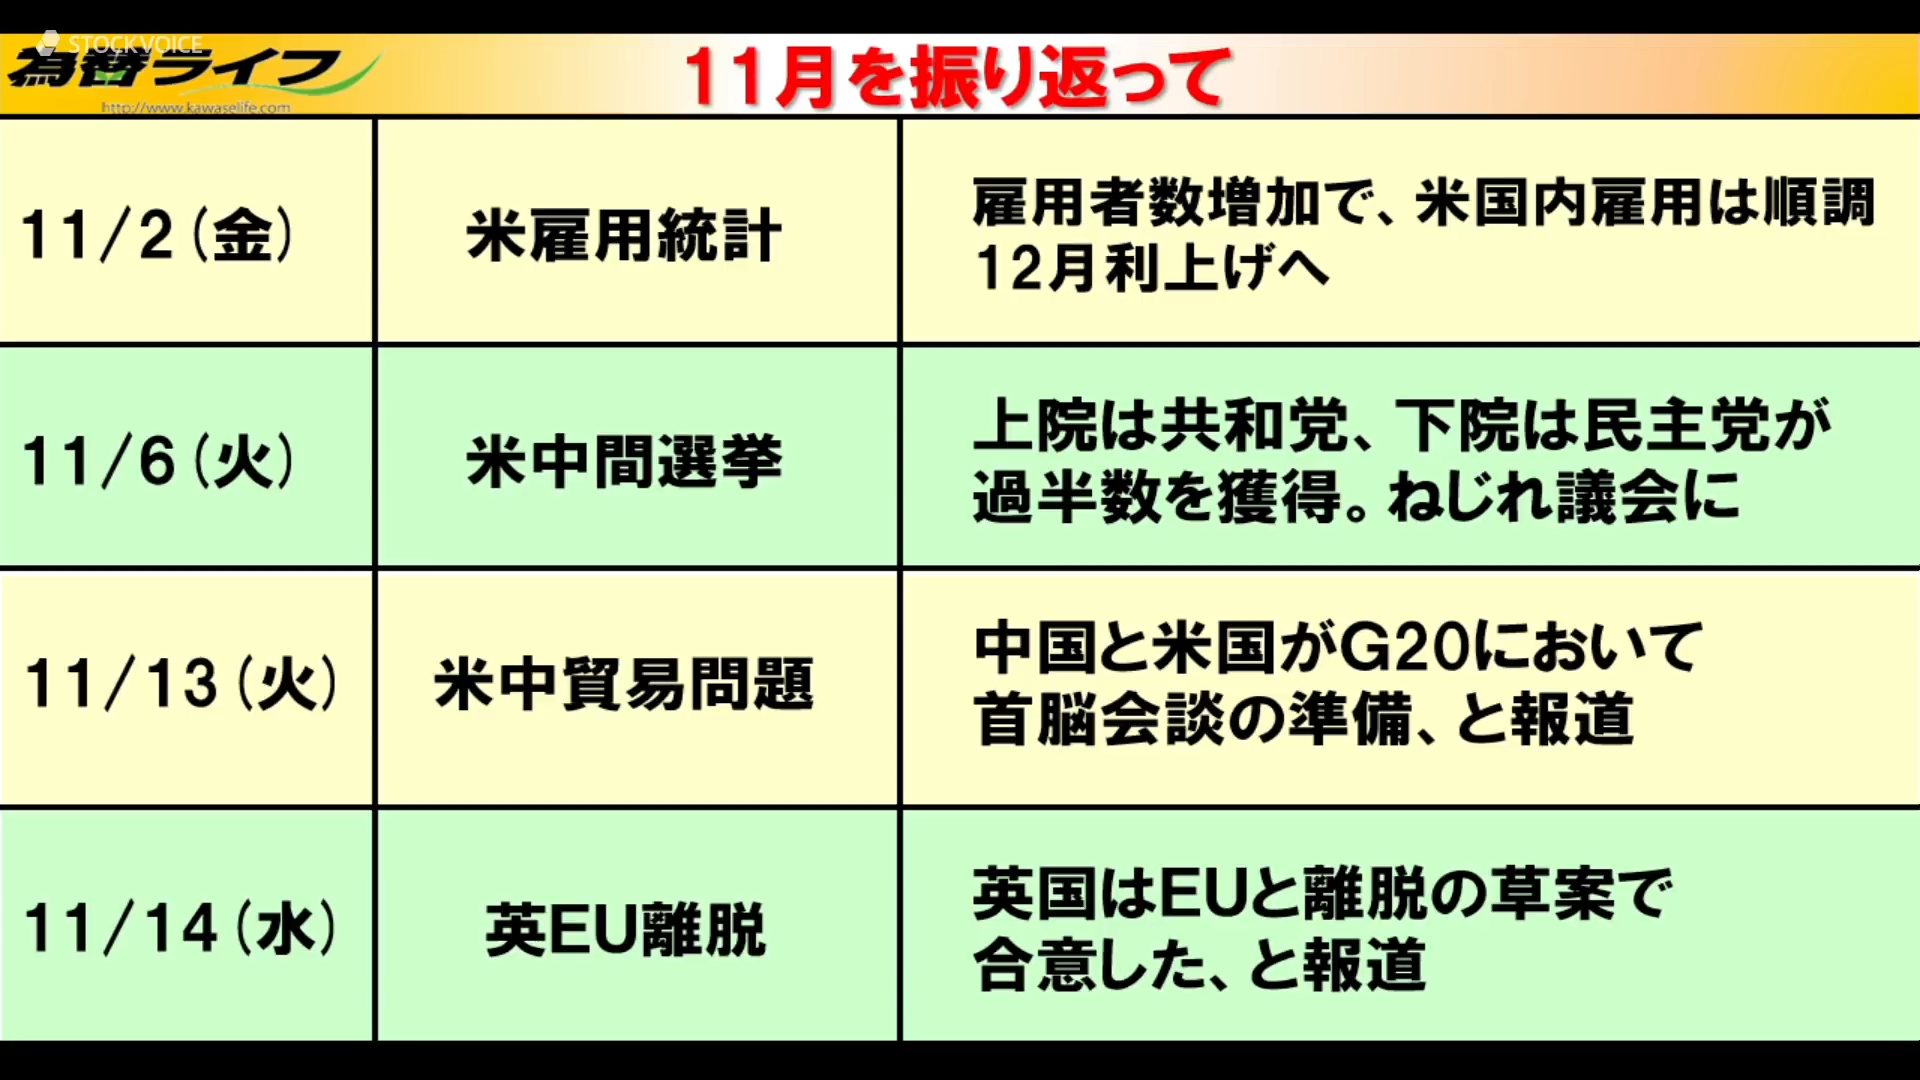 STOCKVOICE
為替ライフ
http://www.kawaselife.com
11月を振り返って
11/2(金)
米雇用統計
雇用者数増加で、米国内雇用は順調
12月利上げへ
11/6(火)
米中間選挙
上院は共和党、下院は民主党が
過半数を獲得。ねじれ議会に
11/13(火)
米中貿易問題
中国と米国がG20において
首脳会談の準備、と報道
11/14(水)
英EU離脱
英国はEUと離脱の草案で
合意した、と報道